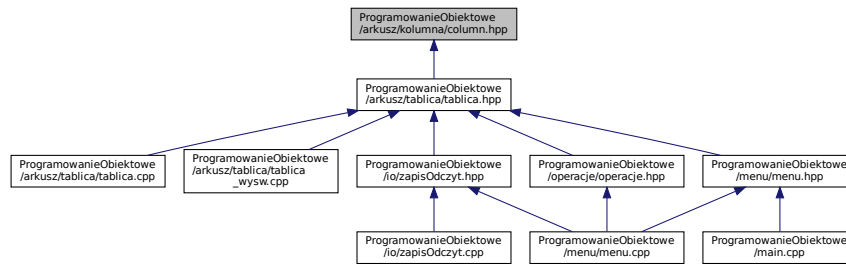 ProgramowanieObiektowe
/arkusz/kolumna/column.hpp
ProgramowanieObiektowe
/arkusz/tablica/tablica.hpp
ProgramowanieObiektowe
/arkusz/tablica/tablica.cpp
ProgramowanieObiektowe
/arkusz/tablica/tablica
_wysw.cpp
ProgramowanieObiektowe
/io/zapisOdczyt.hpp
ProgramowanieObiektowe
/operacje/operacje.hpp
ProgramowanieObiektowe
/menu/menu.hpp
ProgramowanieObiektowe
/io/zapisOdczyt.cpp
ProgramowanieObiektowe
/menu/menu.cpp
ProgramowanieObiektowe
/main.cpp